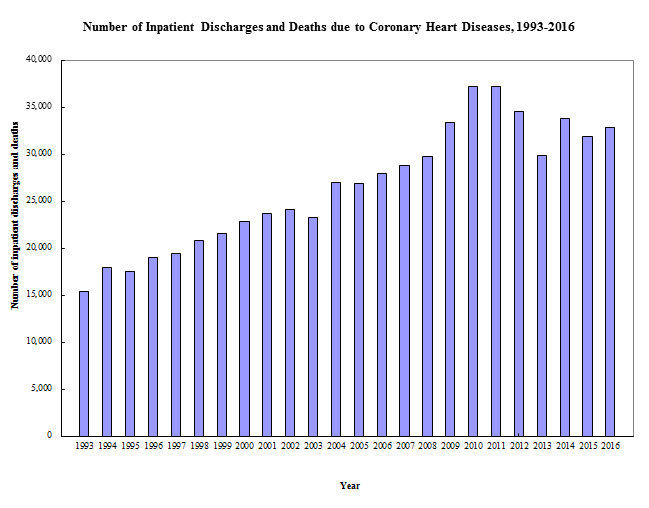 Number of Inpatient Discharges and Deaths due to Coronary Heart Diseases, 1993-2016
Number of inpatient discharges and deaths
40,000
35,000
30,000
25,000
20,000
15,000
10,000
5,000
0
1993 1994 1995 1996 1997 1998 1999 2000 2001 2002 2003 2004 2005 2006 2007 2008 2009 2010 2011 2012 2013 2014 2015 2016
Year